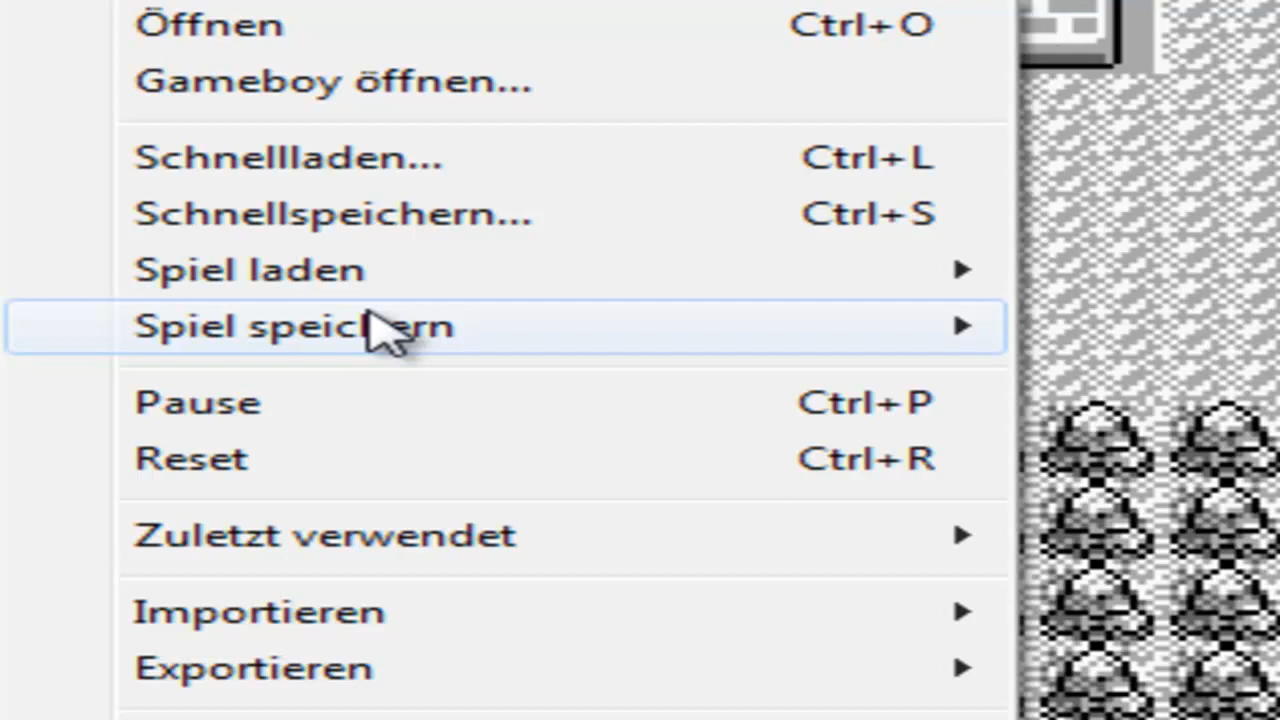 Öffnen Ctrl+O
Gameboy öffnen...
Schnellladen... Ctrl+L
Schnellspeichern... Ctrl+S
Spiel laden
Spiel speichern
Pause Ctrl+P
Reset Ctrl+R
Zuletzt verwendet
Importieren
Exportieren